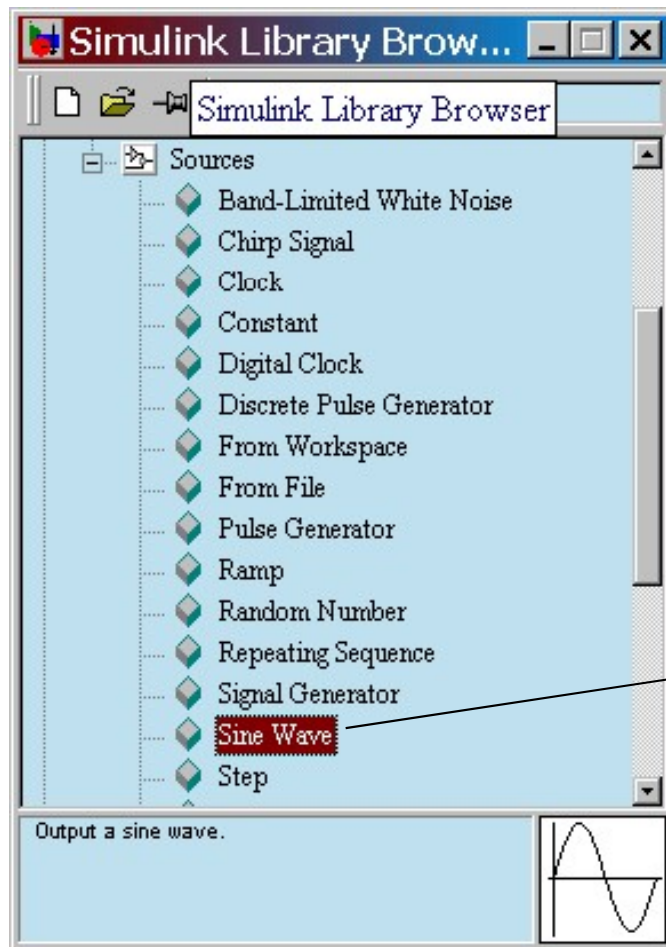 Simulink Library Brow...
Simulink Library Browser
Sources
Band-Limited White Noise
Chirp Signal
Clock
Constant
Digital Clock
Discrete Pulse Generator
From Workspace
From File
Pulse Generator
Ramp
Random Number
Repeating Sequence
Signal Generator
Sine Wave
Step
Output a sine wave.